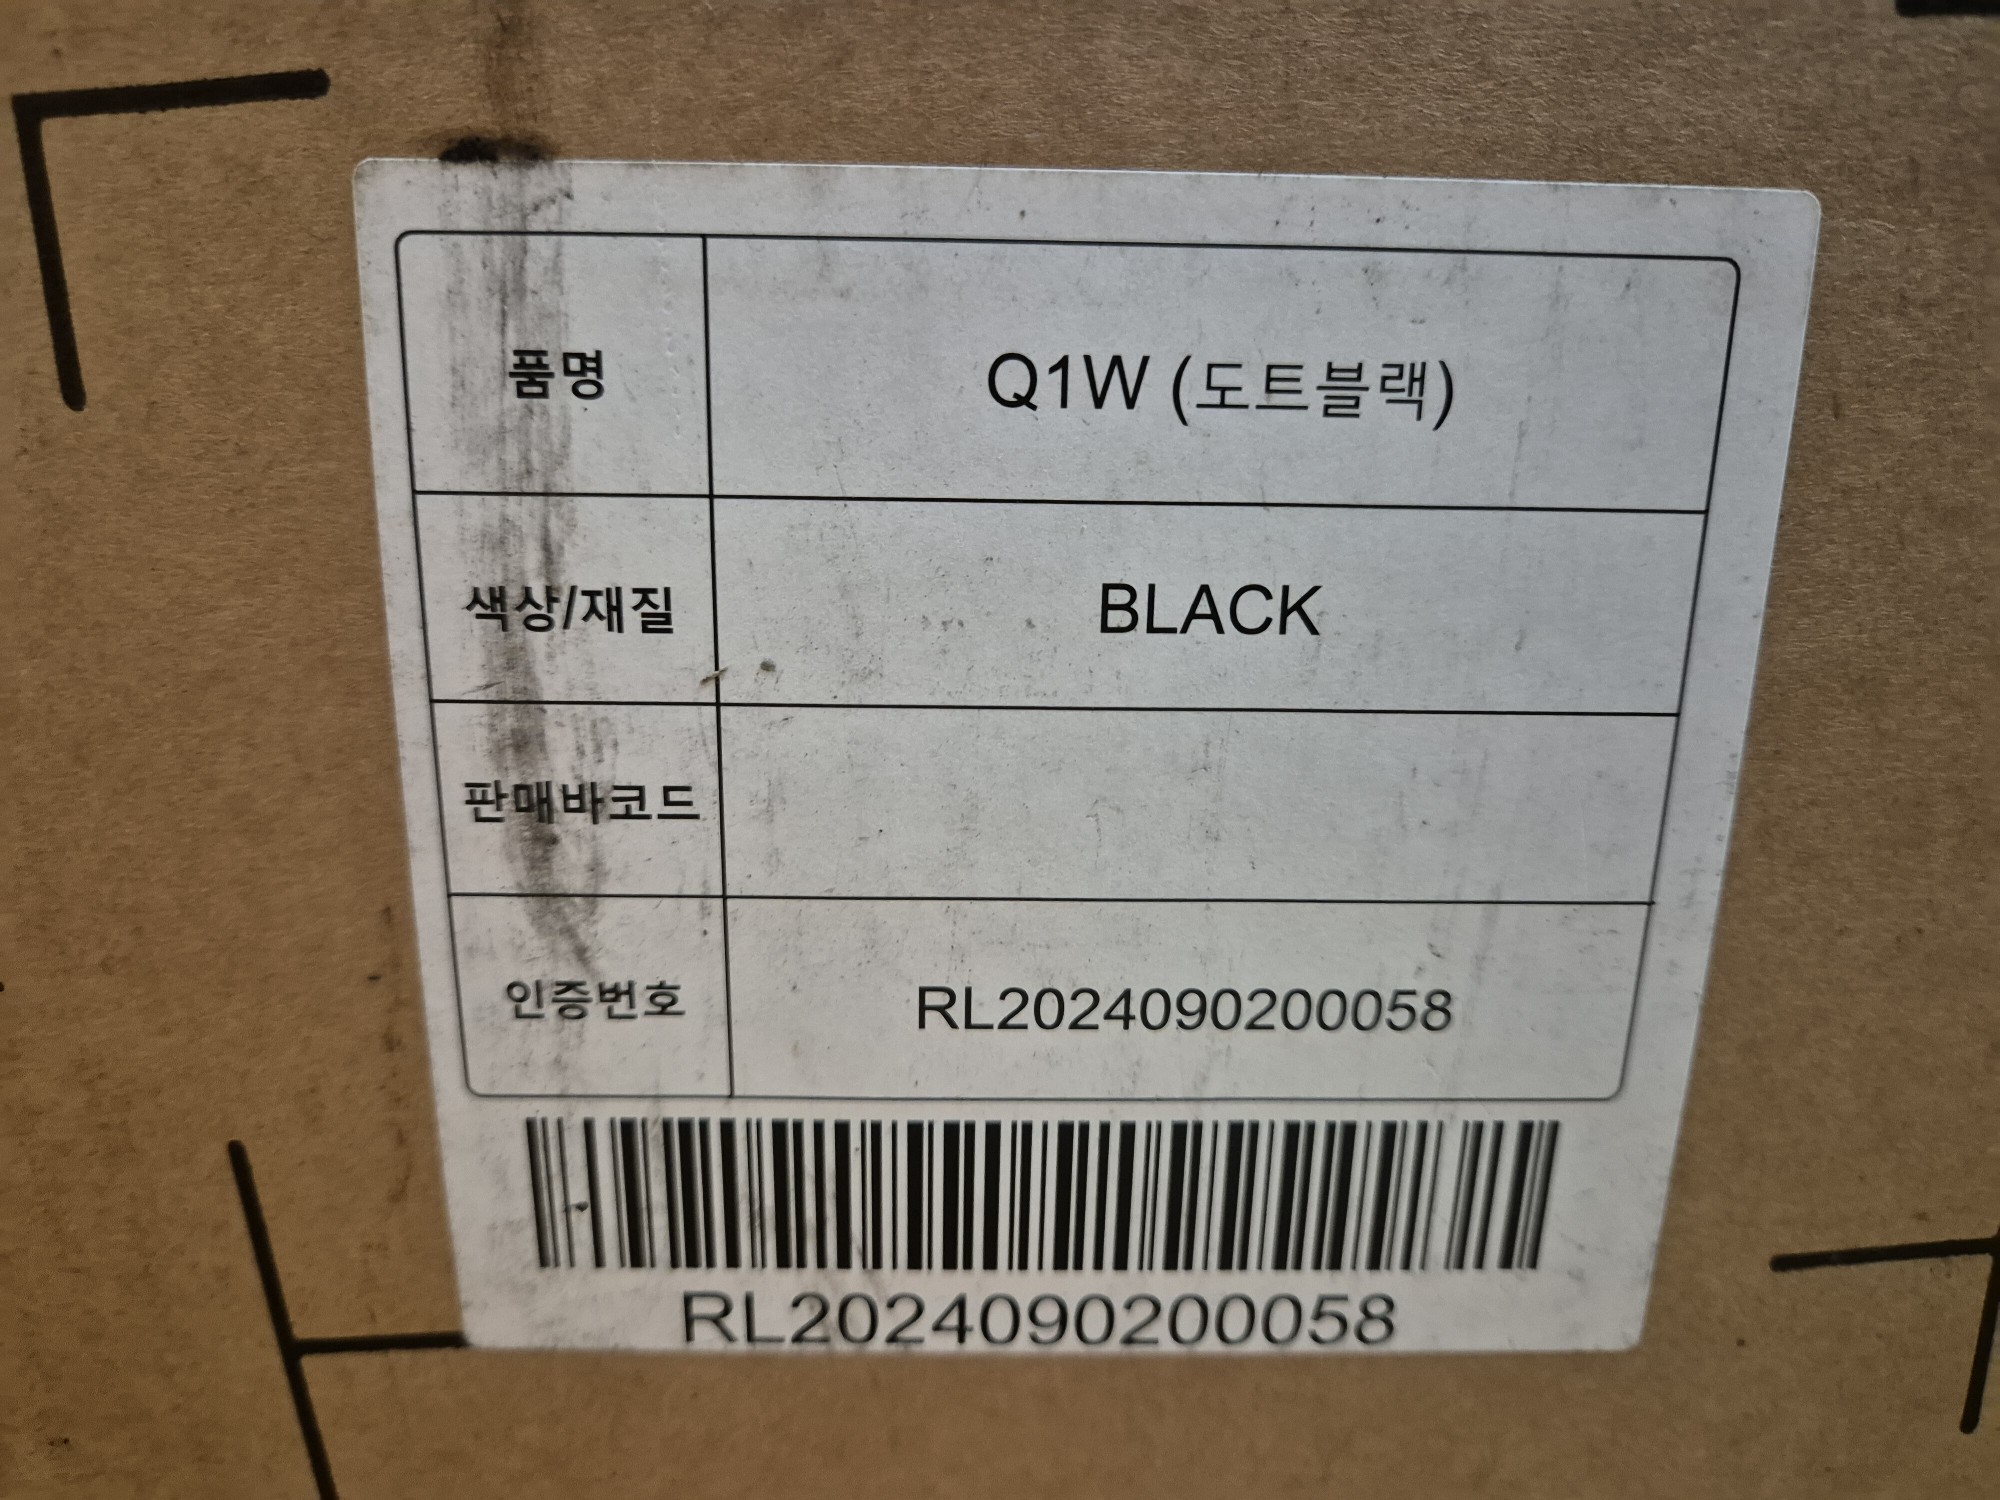 품명 Q1W (도트블랙)
색상/재질 BLACK
판매바코드
인증번호 RL2024090200058
RL2024090200058